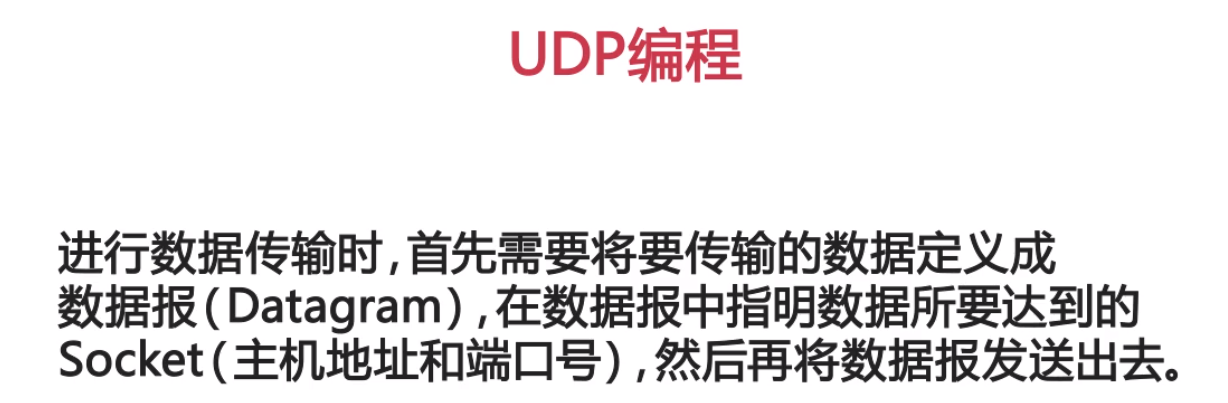 UDP编程
进行数据传输时,首先需要将要传输的数据定义成
数据报(Datagram),在数据报中指明数据所要达到的
Socket(主机地址和端口号),然后再将数据报发送出去。